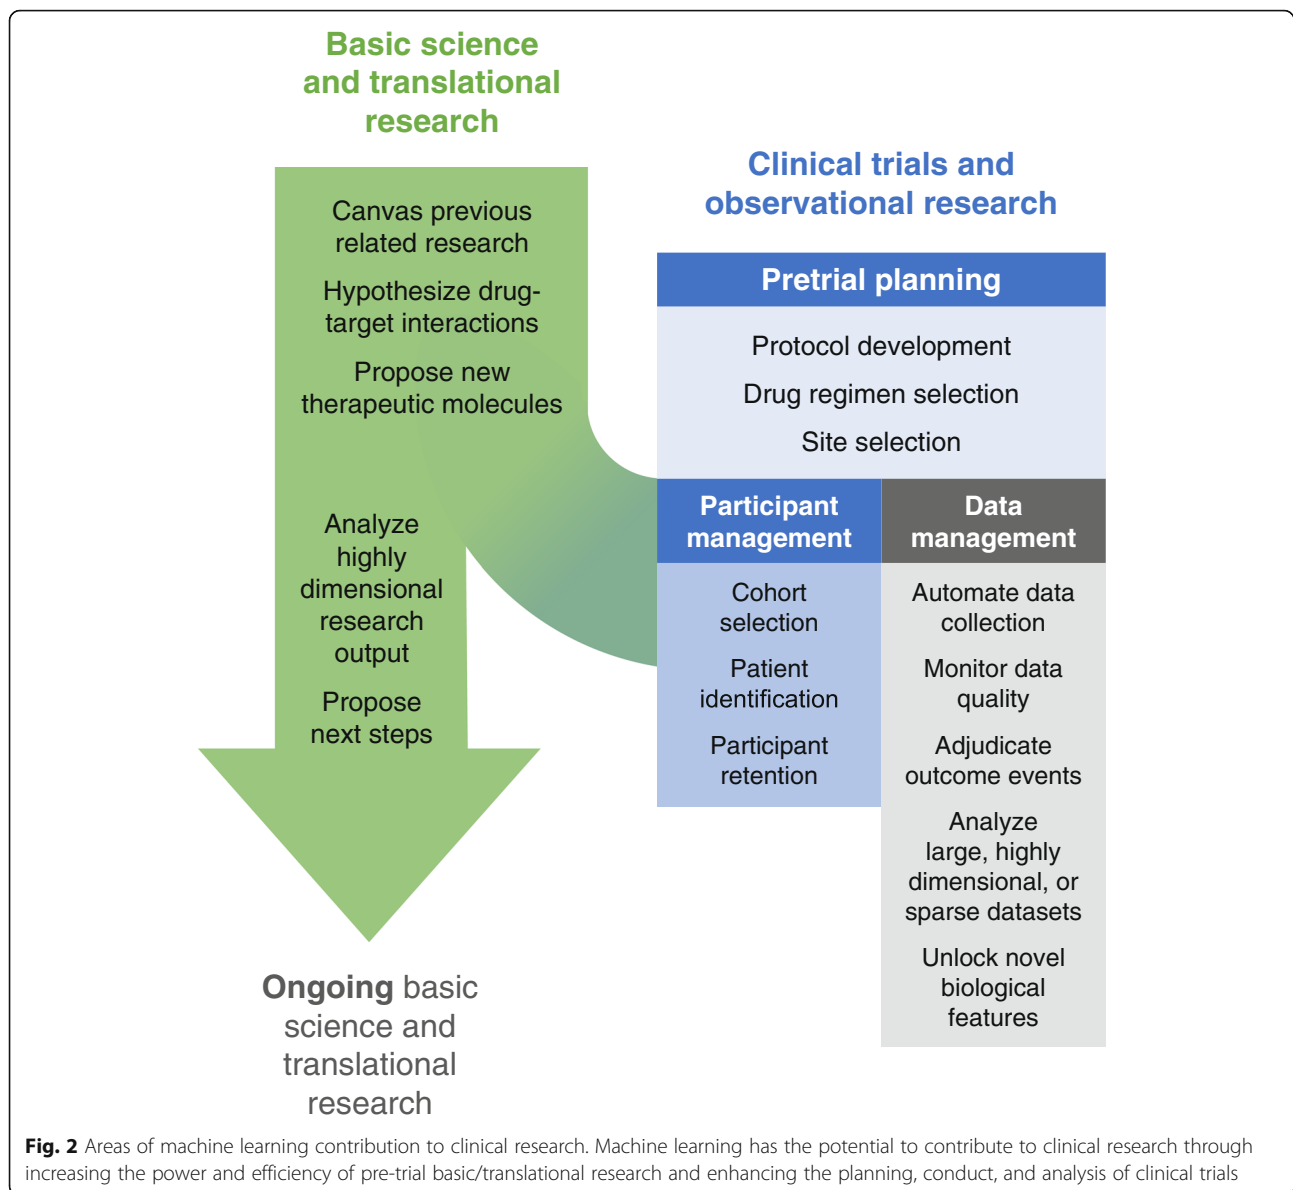 Basic science
and translational
research
Canvas previous
related research
Hypothesize drug-
target interactions
Propose new
therapeutic molecules
Analyze
highly
dimensional
research
output
Propose
next steps
Ongoing basic
science and
translational
research
Clinical trials and
observational research
Pretrial planning
Protocol development
Drug regimen selection
Site selection
Participant
management
Cohort
selection
Patient
identification
Participant
retention
Data
management
Automate data
collection
Monitor data
quality
Adjudicate
outcome events
Analyze
large, highly
dimensional, or
sparse datasets
Unlock novel
biological
features
Fig. 2 Areas of machine learning contribution to clinical research. Machine learning has the potential to contribute to clinical research through
increasing the power and efficiency of pre-trial basic/translational research and enhancing the planning, conduct, and analysis of clinical trials